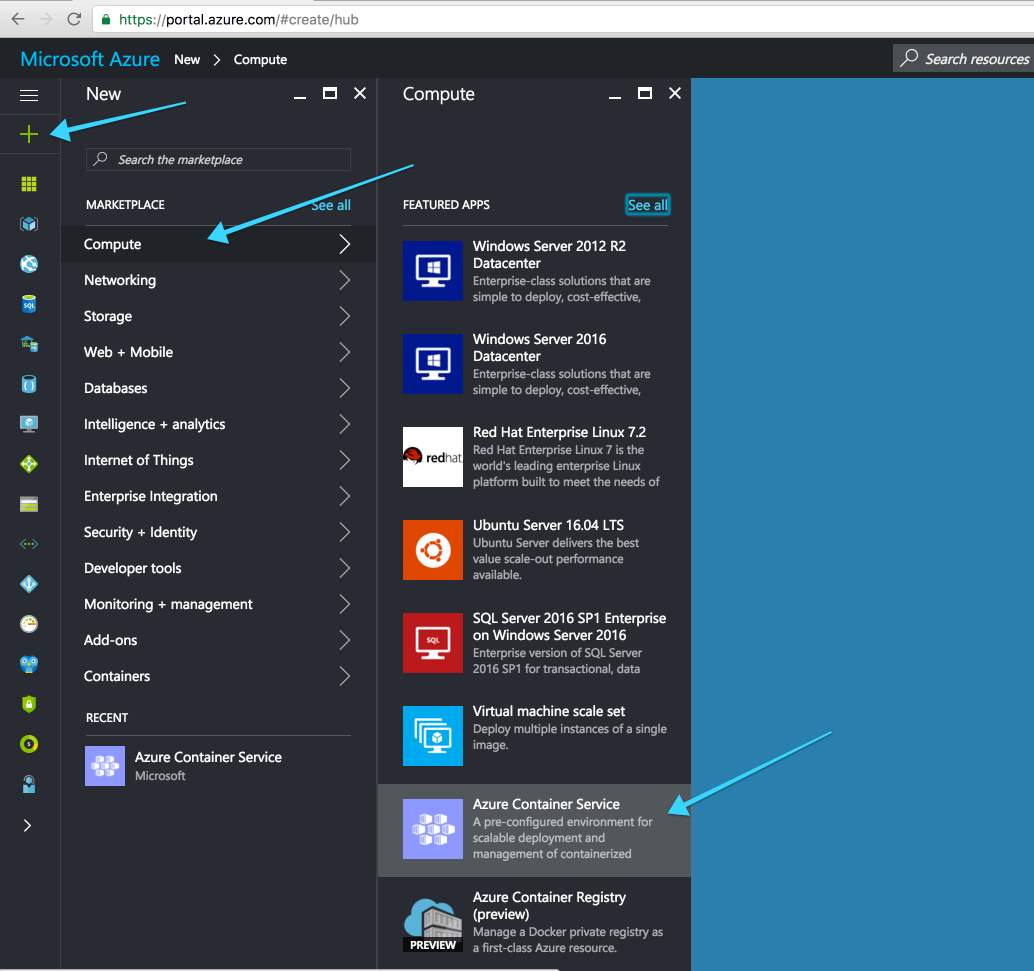 https://portal.azure.com/#create/hub
Microsoft Azure New > Compute
Search resources
New
Search the marketplace
MARKETPLACE
See all
Compute
Networking
Storage
Web + Mobile
Databases
Intelligence + analytics
Internet of Things
Enterprise Integration
Security + Identity
Developer tools
Monitoring + management
Add-ons
Containers
RECENT
Azure Container Service
Microsoft
Compute
FEATURED APPS
See all
Windows Server 2012 R2
Datacenter
Enterprise-class solutions that are
simple to deploy, cost-effective,
Windows Server 2016
Datacenter
Enterprise-class solutions that are
simple to deploy, cost-effective,
redhat
Red Hat Enterprise Linux 7.2
Red Hat Enterprise Linux 7 is the
world's leading enterprise Linux
platform built to meet the needs of
Ubuntu Server 16.04 LTS
Ubuntu Server delivers the best
value scale-out performance
available.
SQL
SQL Server 2016 SP1 Enterprise
on Windows Server 2016
Enterprise version of SQL Server
2016 SP1 for transactional, data
Virtual machine scale set
Deploy multiple instances of a single
image.
Azure Container Service
A pre-configured environment for
scalable deployment and
management of containerized
PREVIEW
Azure Container Registry
(preview)
Manage a Docker private registry as
a first-class Azure resource.
SQL